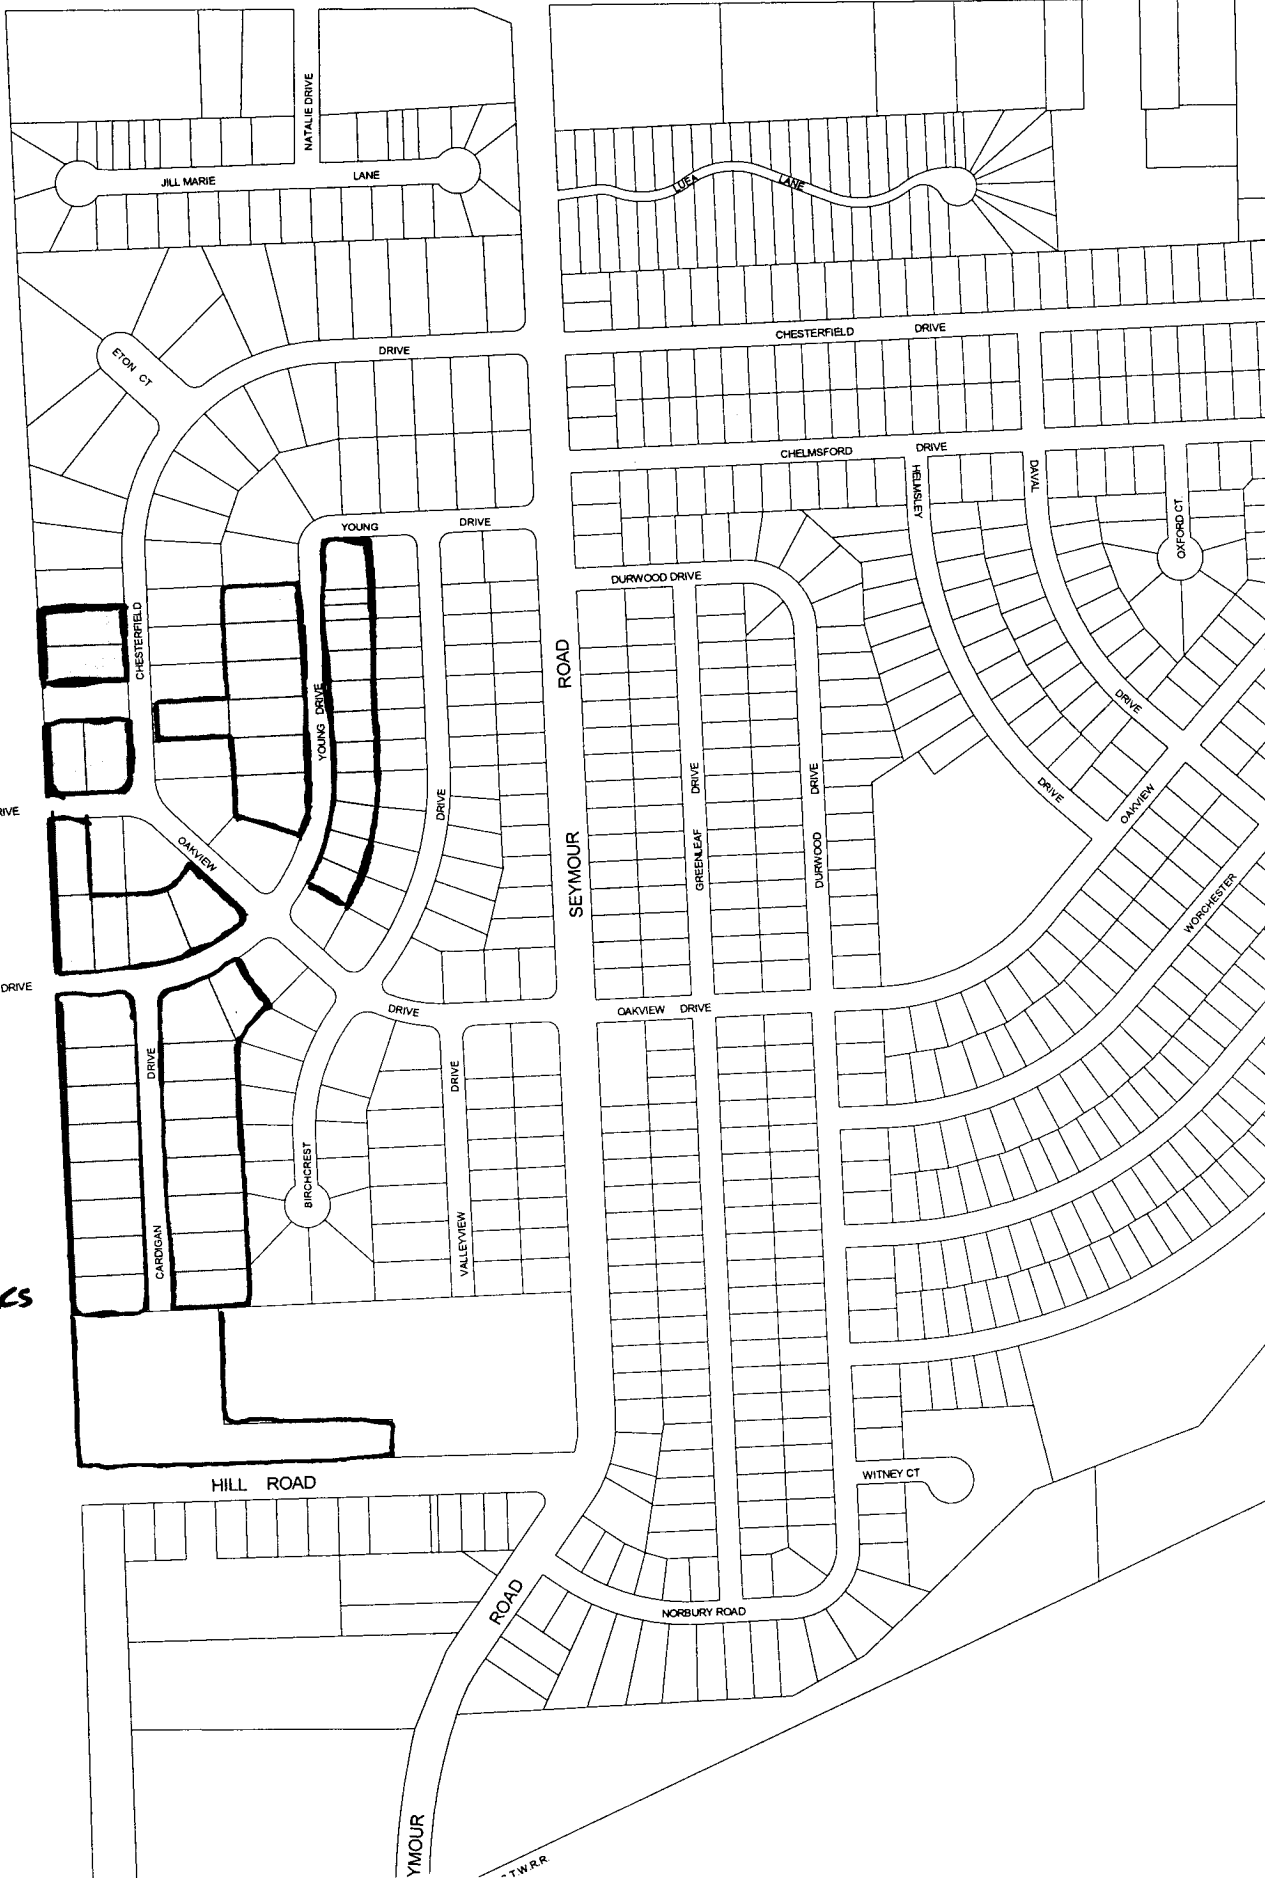 NATALIE DRIVE
JILL MARIE LANE
LUEA LANE
CHESTERFIELD DRIVE
ETON CT
DRIVE
CHELMSFORD DRIVE
HELMSLEY
DAVAL
OXFORD CT.
YOUNG DRIVE
DURWOOD DRIVE
CHESTERFIELD
ROAD
YOUNG DRIVE
DRIVE
DRIVE
DRIVE
DRIVE
DRIVE
OAKVIEW
OAKVIEW
SEYMOUR
GREENLEAF
DURWOOD
WORCHESTER
DRIVE
DRIVE
OAKVIEW DRIVE
DRIVE
DRIVE
BIRCHCREST
CARDIGAN
VALLEYVIEW
CS
HILL ROAD
WITNEY CT
ROAD
NORBURY ROAD
YMOUR
T.W.R.R.